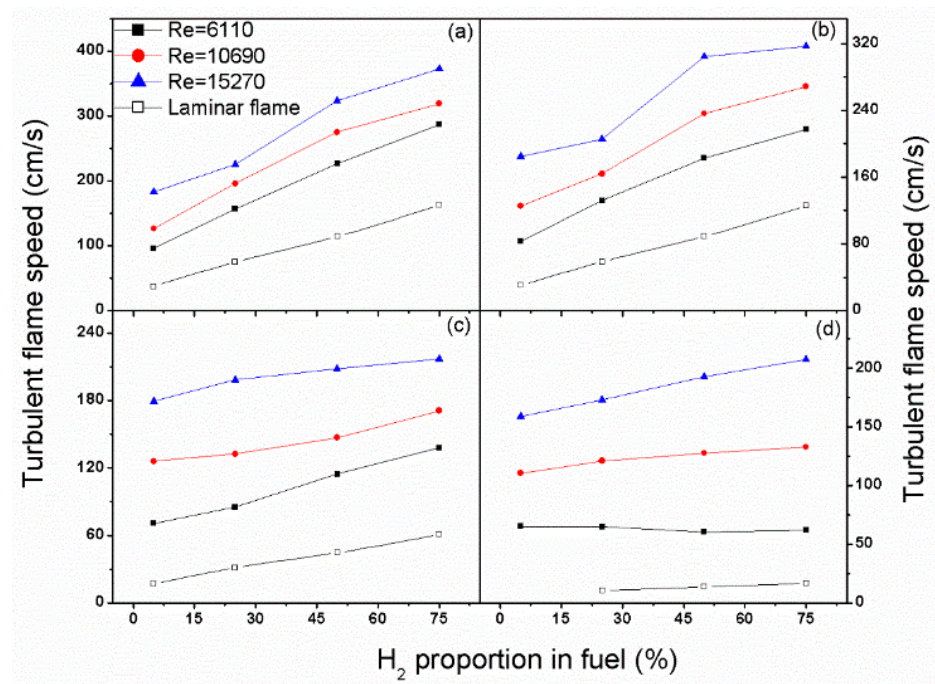 Re=6110
Re=10690
Re=15270
Laminar flame
(a)
(b)
(c)
(d)
450
300
200
100
0
320
240
160
80
0
240
180
120
60
0
200
150
100
50
0
0 15 30 45 60 75
0 15 30 45 60 75
Turbulent flame speed (cm/s)
Turbulent flame speed (cm/s)
H2 proportion in fuel (%)